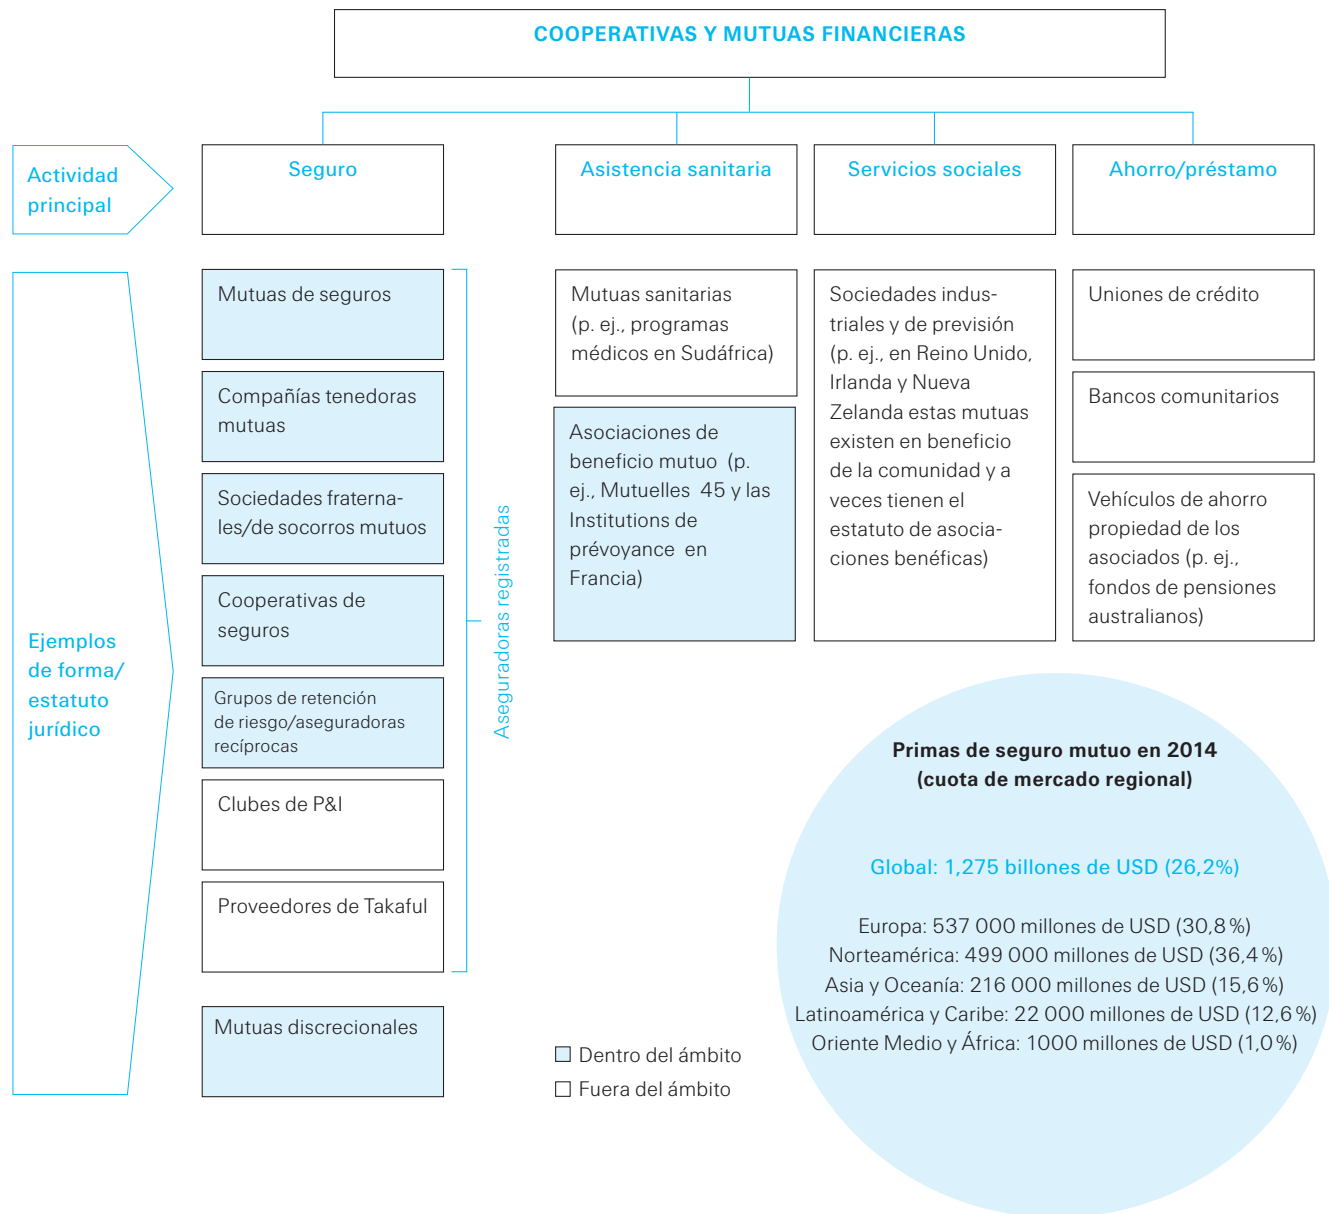 COOPERATIVAS Y MUTUAS FINANCIERAS
Actividad
principal
Seguro
Asistencia sanitaria
Servicios sociales
Ahorro/préstamo
Ejemplos
de forma/
estatuto
jurídico
Mutuas de seguros
Compañías tenedoras
mutuas
Sociedades fraterna-
les/de socorros mutuos
Cooperativas de
seguros
Grupos de retención
de riesgo/aseguradoras
recíprocas
Clubes de P&I
Proveedores de Takaful
Mutuas discrecionales
Aseguradoras registradas
Mutuas sanitarias
(p. ej., programas
médicos en Sudáfrica)
Asociaciones de
beneficio mutuo (p.
ej., Mutuelles 45 y las
Institutions de
prévoyance en
Francia)
Sociedades indus-
triales y de previsión
(p. ej., en Reino Unido,
Irlanda y Nueva
Zelanda estas mutuas
existen en beneficio
de la comunidad y a
veces tienen el
estatuto de asocia-
ciones benéficas)
Uniones de crédito
Bancos comunitarios
Vehículos de ahorro
propiedad de los
asociados (p. ej.,
fondos de pensiones
australianos)
Primas de seguro mutuo en 2014
(cuota de mercado regional)
Global: 1,275 billones de USD (26,2%)
Europa: 537 000 millones de USD (30,8%)
Norteamérica: 499 000 millones de USD (36,4%)
Asia y Oceanía: 216 000 millones de USD (15,6%)
Latinoamérica y Caribe: 22 000 millones de USD (12,6%)
Oriente Medio y África: 1000 millones de USD (1,0%)
Dentro del ámbito
Fuera del ámbito